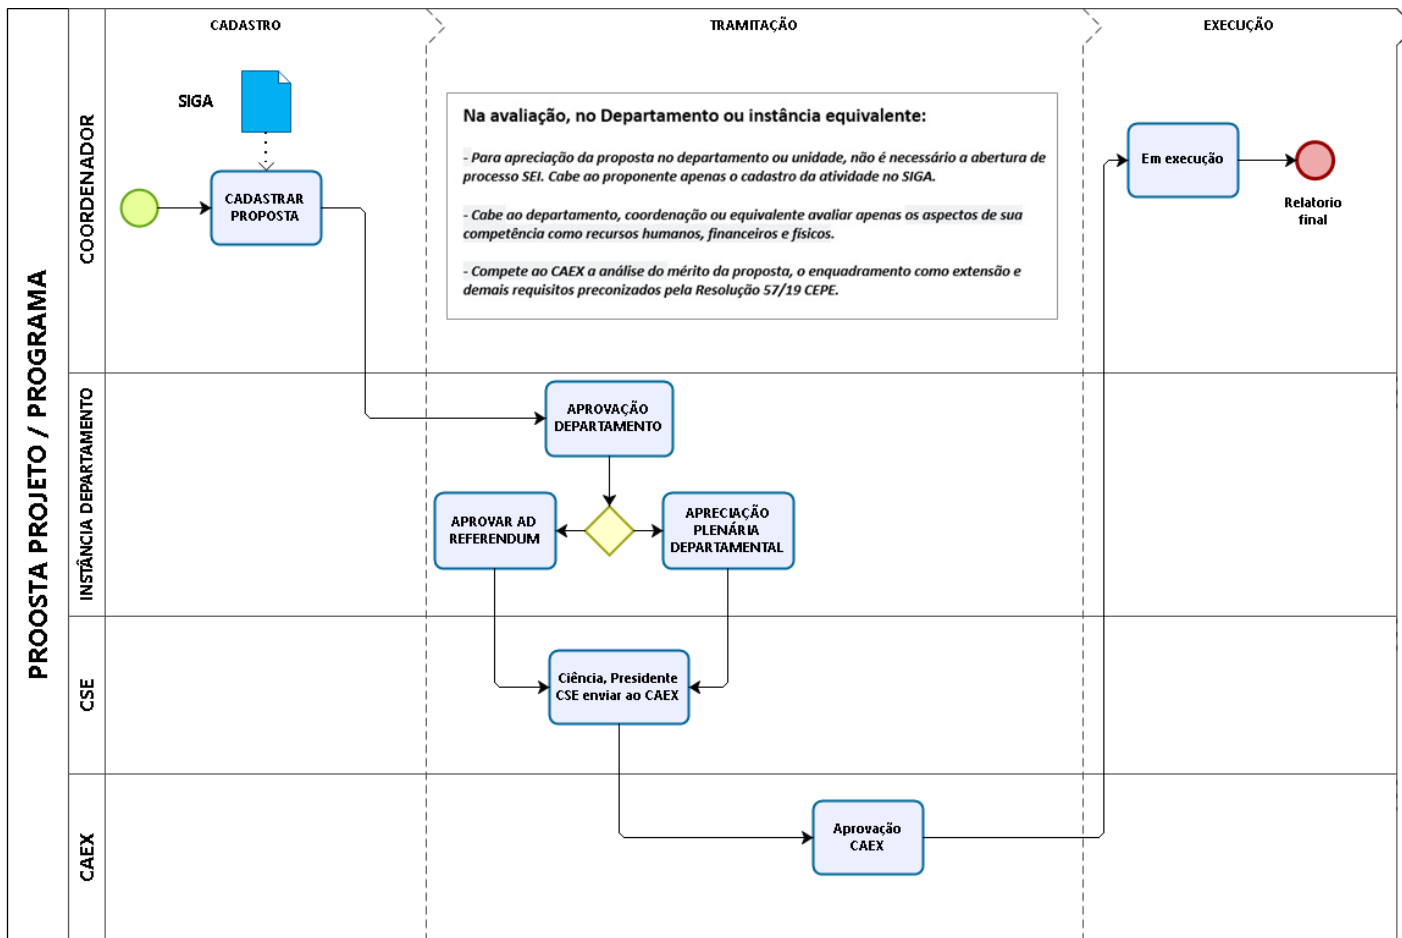 CADASTRO
TRAMITAÇÃO
EXECUÇÃO
PROOSTA PROJETO / PROGRAMA
COORDENADOR
SIGA
CADASTRAR
PROPOSTA
Na avaliação, no Departamento ou instância equivalente:
- Para apreciação da proposta no departamento ou unidade, não é necessário a abertura de
processo SEI. Cabe ao proponente apenas o cadastro da atividade no SIGA.
- Cabe ao departamento, coordenação ou equivalente avaliar apenas os aspectos de sua
competência como recursos humanos, financeiros e físicos.
- Compete ao CAEX a análise do mérito da proposta, o enquadramento como extensão e
demais requisitos preconizados pela Resolução 57/19 CEPE.
Em execução
Relatorio
final
INSTÂNCIA DEPARTAMENTO
APROVAÇÃO
DEPARTAMENTO
APROVAR AD
REFERENDUM
APRECIAÇÃO
PLENÁRIA
DEPARTAMENTAL
CSE
Ciência, Presidente
CSE enviar ao CAEX
CAEX
Aprovação
CAEX